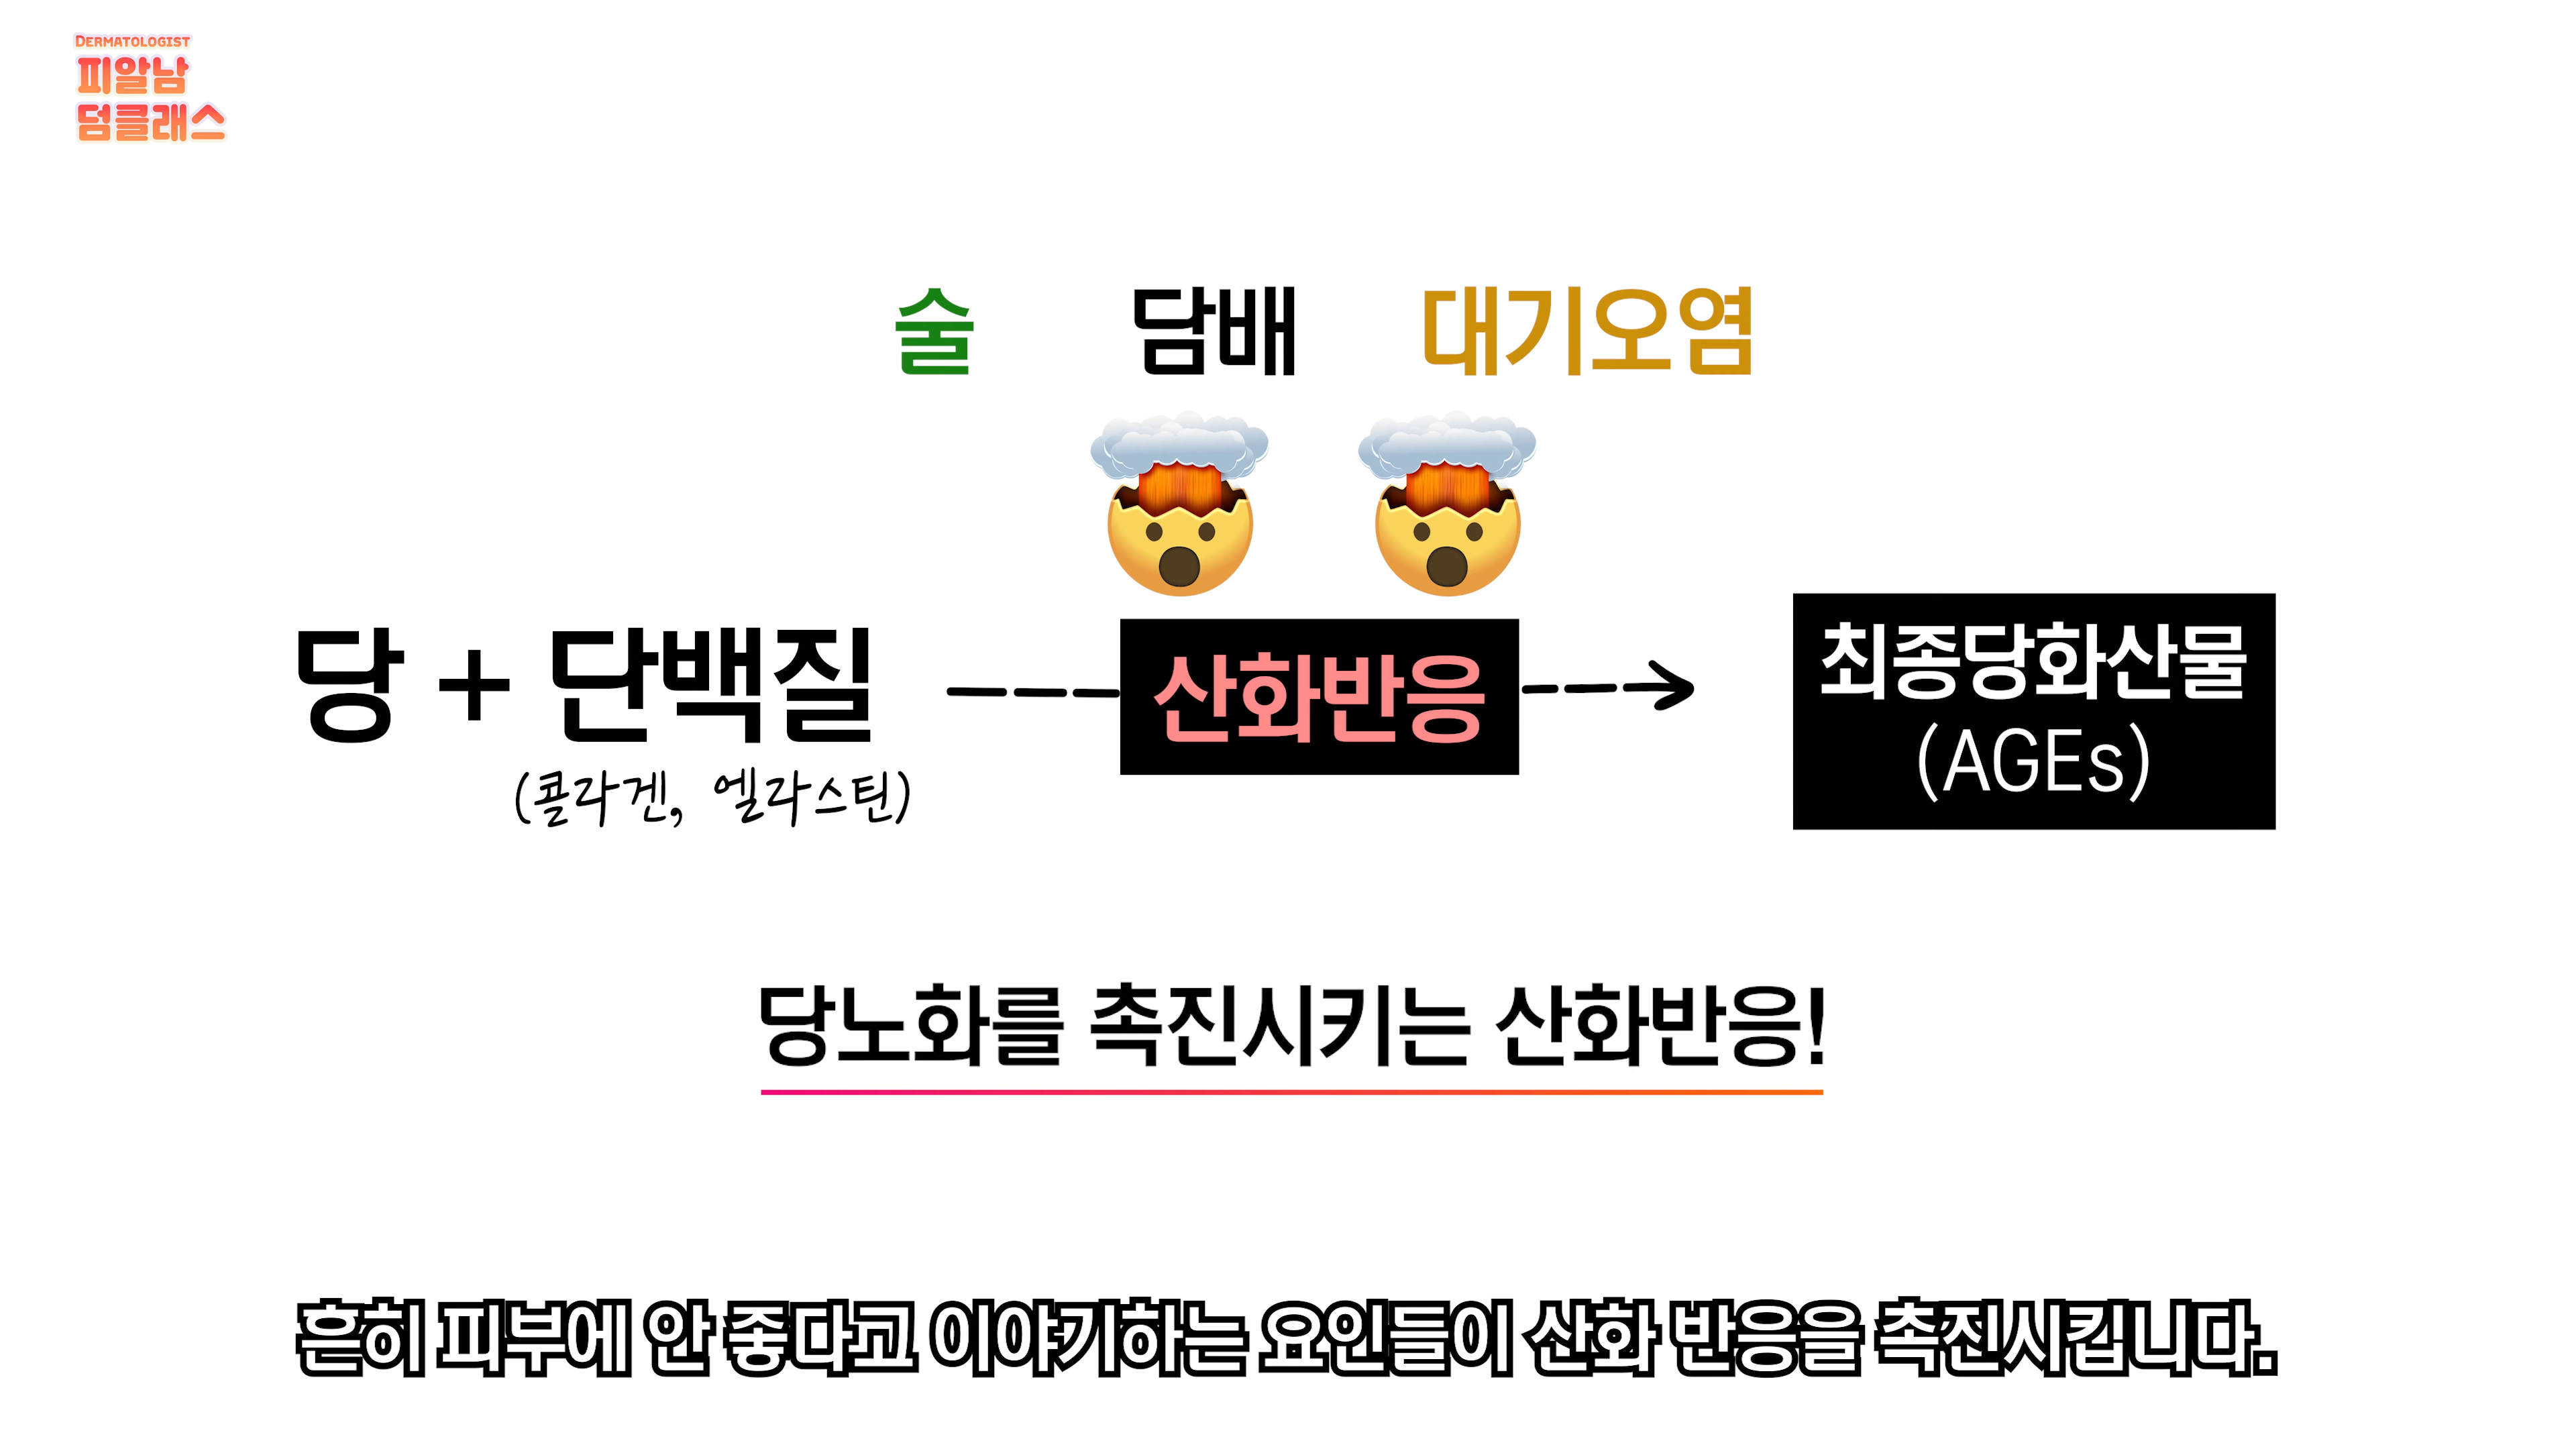 DERMATOLOGIST
피알남
덤클래스
술 담배 대기오염
당 + 단백질 산화반응 최종당화산물
(콜라겐, 엘라스틴) (AGEs)
당노화를 촉진시키는 산화반응!
흔히 피부에 안 좋다고 이야기하는 요인들이 산화 반응을 촉진시킵니다.